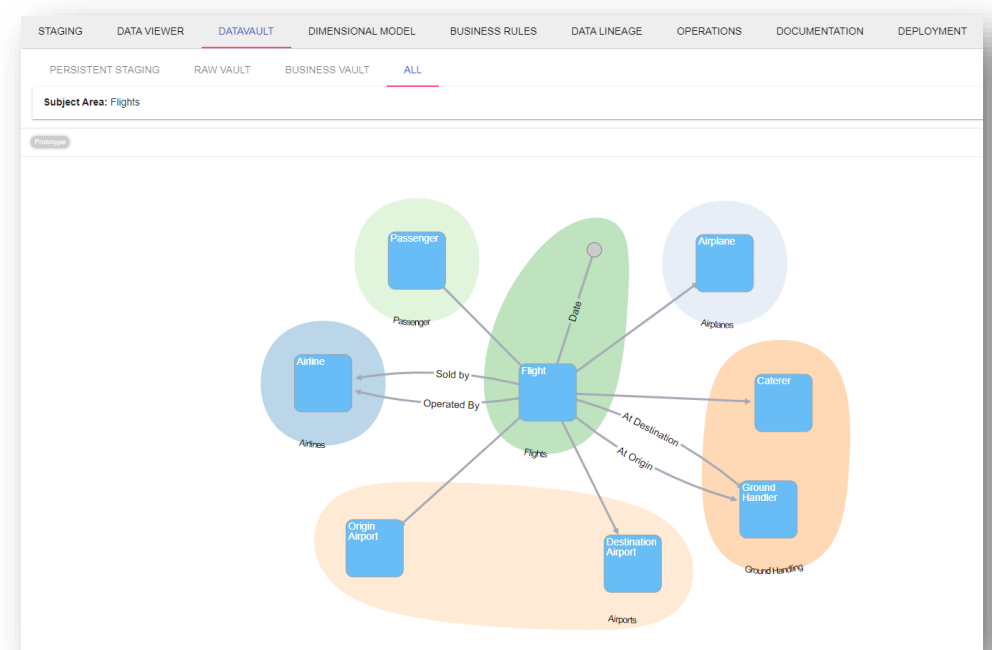 STAGING DATA VIEWER DATAVAULT DIMENSIONAL MODEL BUSINESS RULES DATA LINEAGE OPERATIONS DOCUMENTATION DEPLOYMENT
PERSISTENT STAGING RAW VAULT BUSINESS VAULT ALL
Subject Area: Flights
Prototype
Passenger
Airplane
Date
Passenger
Airplanes
Airline
Sold by
Flight
Caterer
Operated By
At Destination
Airlines
Flights
At Origin
Ground
Handler
Origin
Airport
Destination
Airport
Ground Handling
Airports